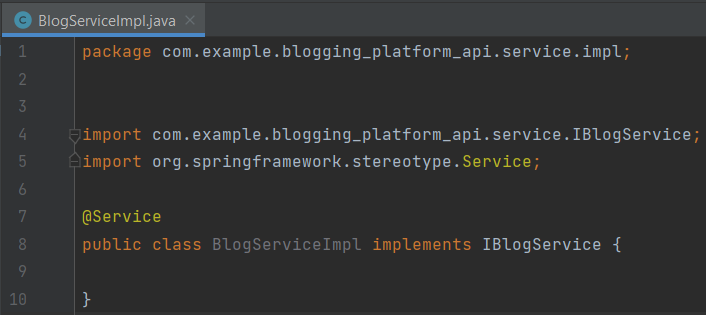 BlogServiceImpl.java
1 package com.example.blogging_platform_api.service.impl;
2
3
4 import com.example.blogging_platform_api.service.IBlogService;
5 import org.springframework.stereotype.Service;
6
7 @Service
8 public class BlogServiceImpl implements IBlogService {
9
10 }